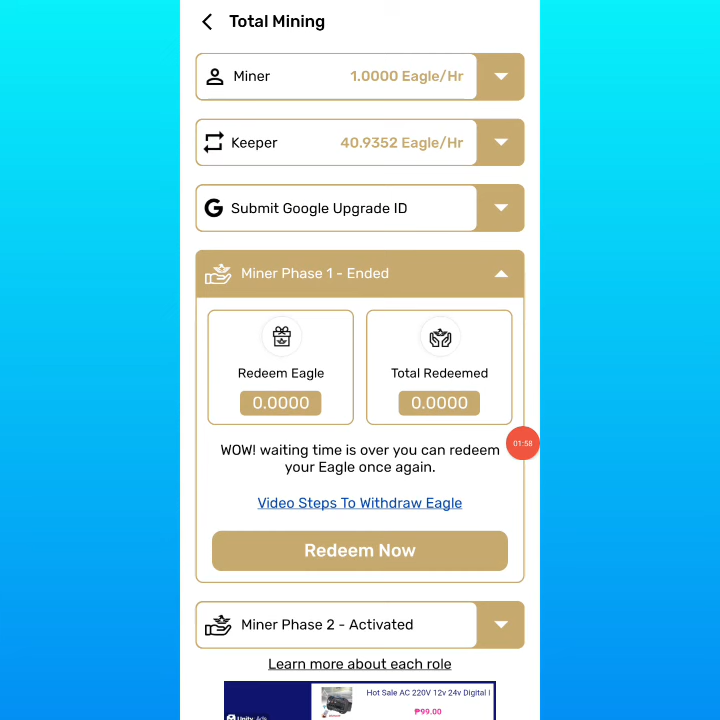 Total Mining
Miner 1.0000 Eagle/Hr
Keeper 40.9352 Eagle/Hr
Submit Google Upgrade ID
Miner Phase 1 - Ended
Redeem Eagle Total Redeemed
0.0000 0.0000
WOW! waiting time is over you can redeem
your Eagle once again.
01:58
Video Steps To Withdraw Eagle
Redeem Now
Miner Phase 2 - Activated
Learn more about each role
Hot Sale AC 220V 12v 24v Digital
₱99.00
Unity Ads